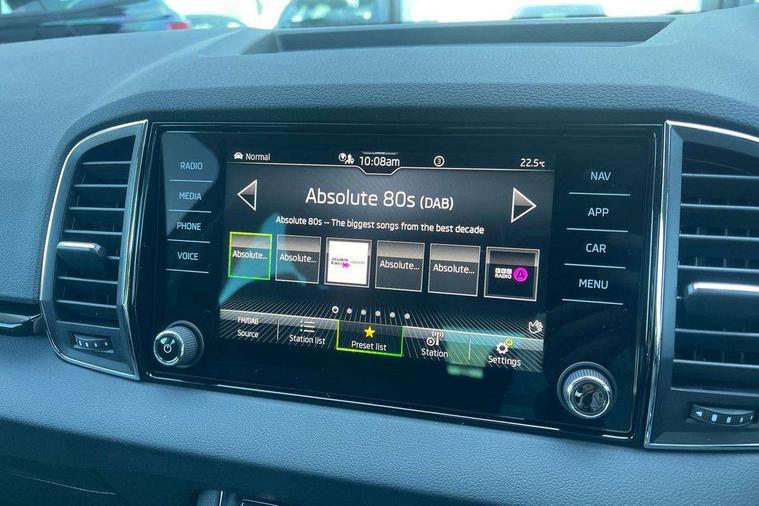 RADIO
MEDIA
PHONE
VOICE
Normal
10:08am
3
22.5°C
Absolute 80s (DAB)
Absolute 80s -- The biggest songs from the best decade
Absolute...
Absolute...
Absolute...
Absolute...
BBC
RADIO A
FM/DAB
Source
Station list
Preset list
Station
Settings
NAV
APP
CAR
MENU